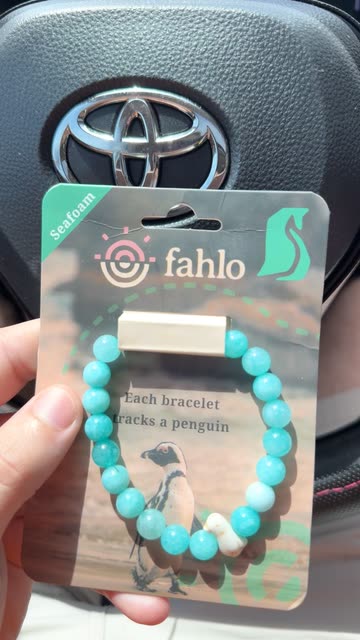 Seafoam
fahlo
Each bracelet
tracks a penguin